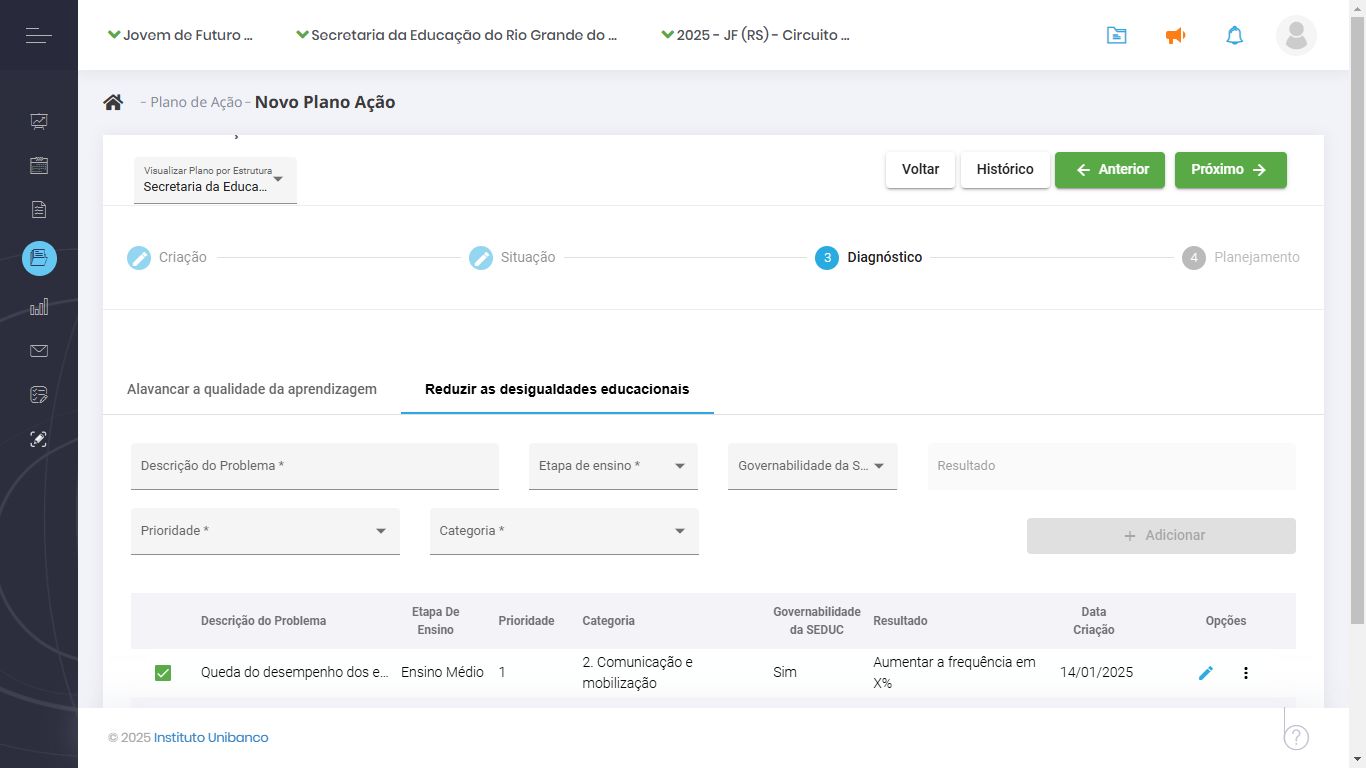 Jovem de Futuro ...
Secretaria da Educação do Rio Grande do ...
2025 - JF (RS) - Circuito ...
- Plano de Ação - Novo Plano Ação
Visualizar Plano por Estrutura
Secretaria da Educa...
Voltar
Histórico
Anterior
Próximo
Criação
Situação
3 Diagnóstico
4 Planejamento
Alavancar a qualidade da aprendizagem
Reduzir as desigualdades educacionais
Descrição do Problema *
Etapa de ensino *
Governabilidade da S...
Resultado
Prioridade *
Categoria *
+ Adicionar
Descrição do Problema
Etapa De
Ensino
Prioridade
Categoria
Governabilidade
da SEDUC
Resultado
Data
Criação
Opções
Queda do desempenho dos e...
Ensino Médio
1
2. Comunicação e
mobilização
Sim
Aumentar a frequência em
X%
14/01/2025
© 2025 Instituto Unibanco
?